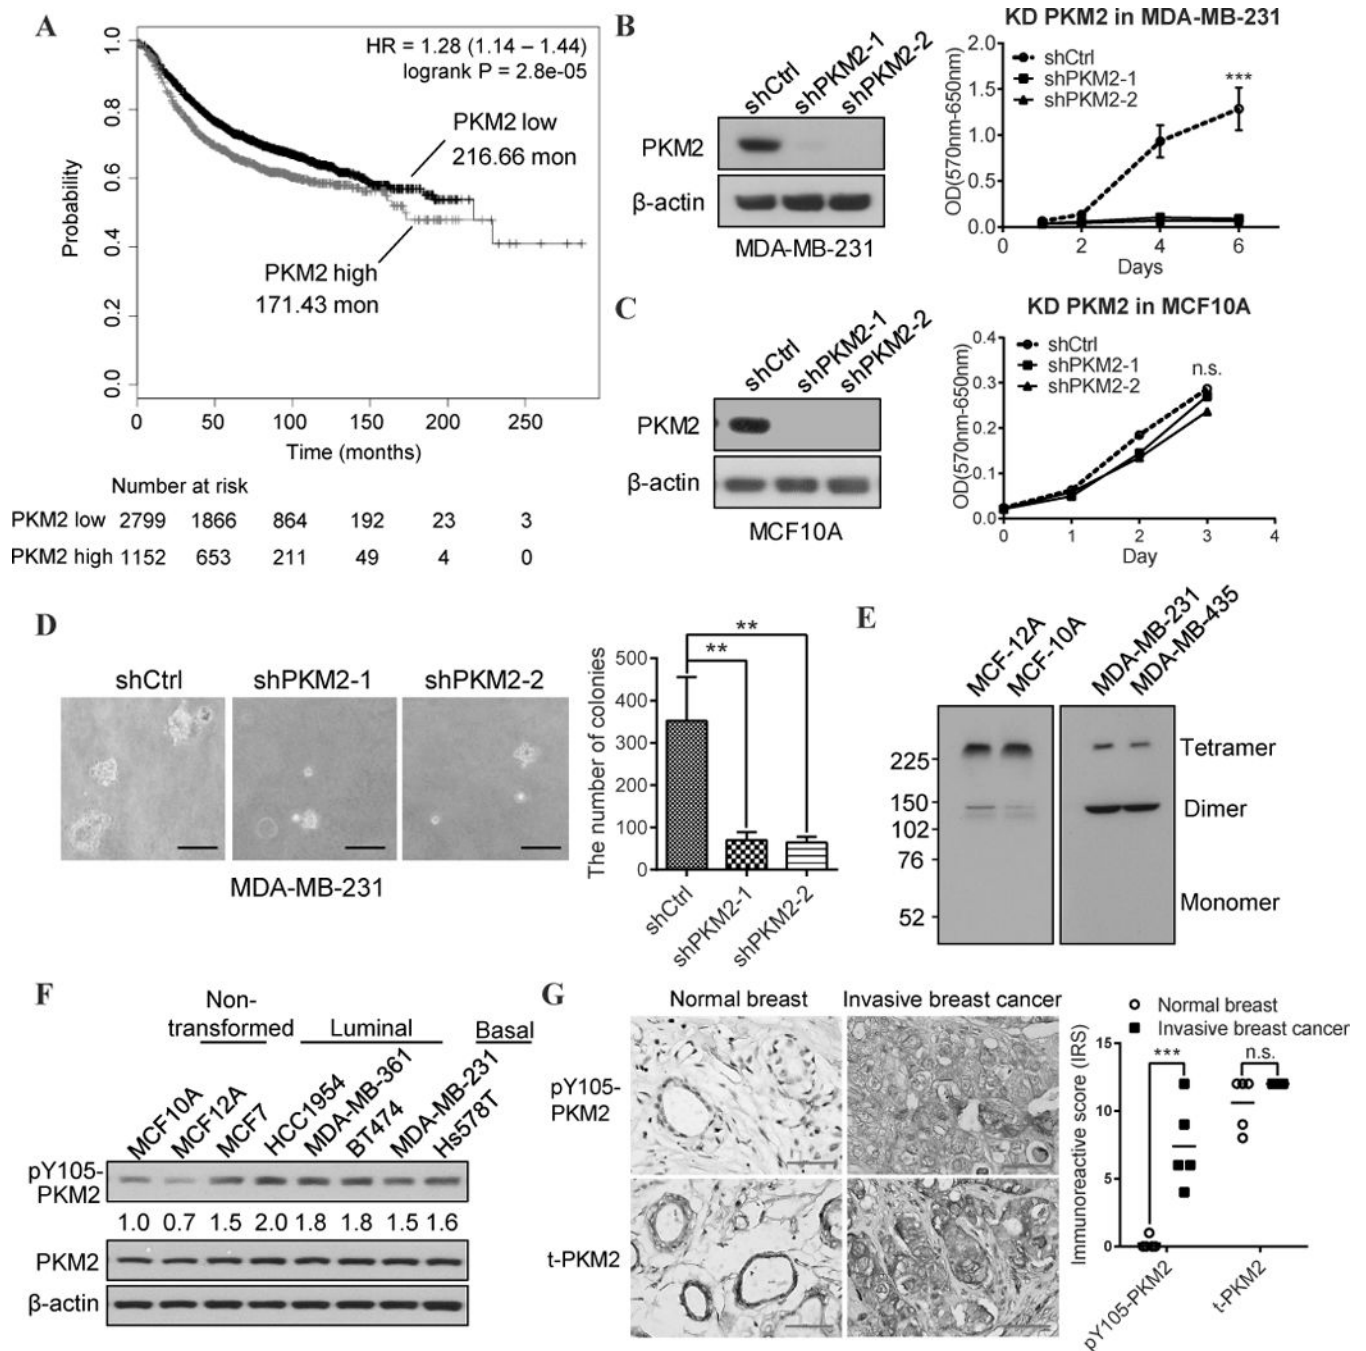 A
HR = 1.28 (1.14 – 1.44)
logrank P = 2.8e-05
PKM2 low
216.66 mon
PKM2 high
171.43 mon
Probability
1.0
0.8
0.6
0.4
0.2
0.0
0 50 100 150 200 250
Time (months)
Number at risk
PKM2 low 2799 1866 864 192 23 3
PKM2 high 1152 653 211 49 4 0
B
shCtrl shPKM2-1 shPKM2-2
PKM2
β-actin
MDA-MB-231
KD PKM2 in MDA-MB-231
shCtrl
shPKM2-1
shPKM2-2
***
OD(570nm-650nm)
2.0
1.5
1.0
0.5
0.0
0 2 4 6
Days
C
shCtrl shPKM2-1 shPKM2-2
PKM2
β-actin
MCF10A
KD PKM2 in MCF10A
shCtrl
shPKM2-1
shPKM2-2
n.s.
OD(570nm-650nm)
0.4
0.3
0.2
0.1
0.0
0 1 2 3 4
Day
D
shCtrl shPKM2-1 shPKM2-2
MDA-MB-231
**
**
The number of colonies
500
400
300
200
100
0
shCtrl shPKM2-1 shPKM2-2
E
MCF-12A MCF-10A MDA-MB-231 MDA-MB-435
225
150
102
76
52
Tetramer
Dimer
Monomer
F
Non-
transformed Luminal Basal
MCF10A MCF12A MCF7 HCC1954 MDA-MB-361 BT474 MDA-MB-231 Hs578T
pY105-
PKM2
1.0 0.7 1.5 2.0 1.8 1.8 1.5 1.6
PKM2
β-actin
G
Normal breast Invasive breast cancer
pY105-
PKM2
t-PKM2
Normal breast
Invasive breast cancer
*** n.s.
Immunoreactive score (IRS)
15
10
5
0
pY105-PKM2 t-PKM2